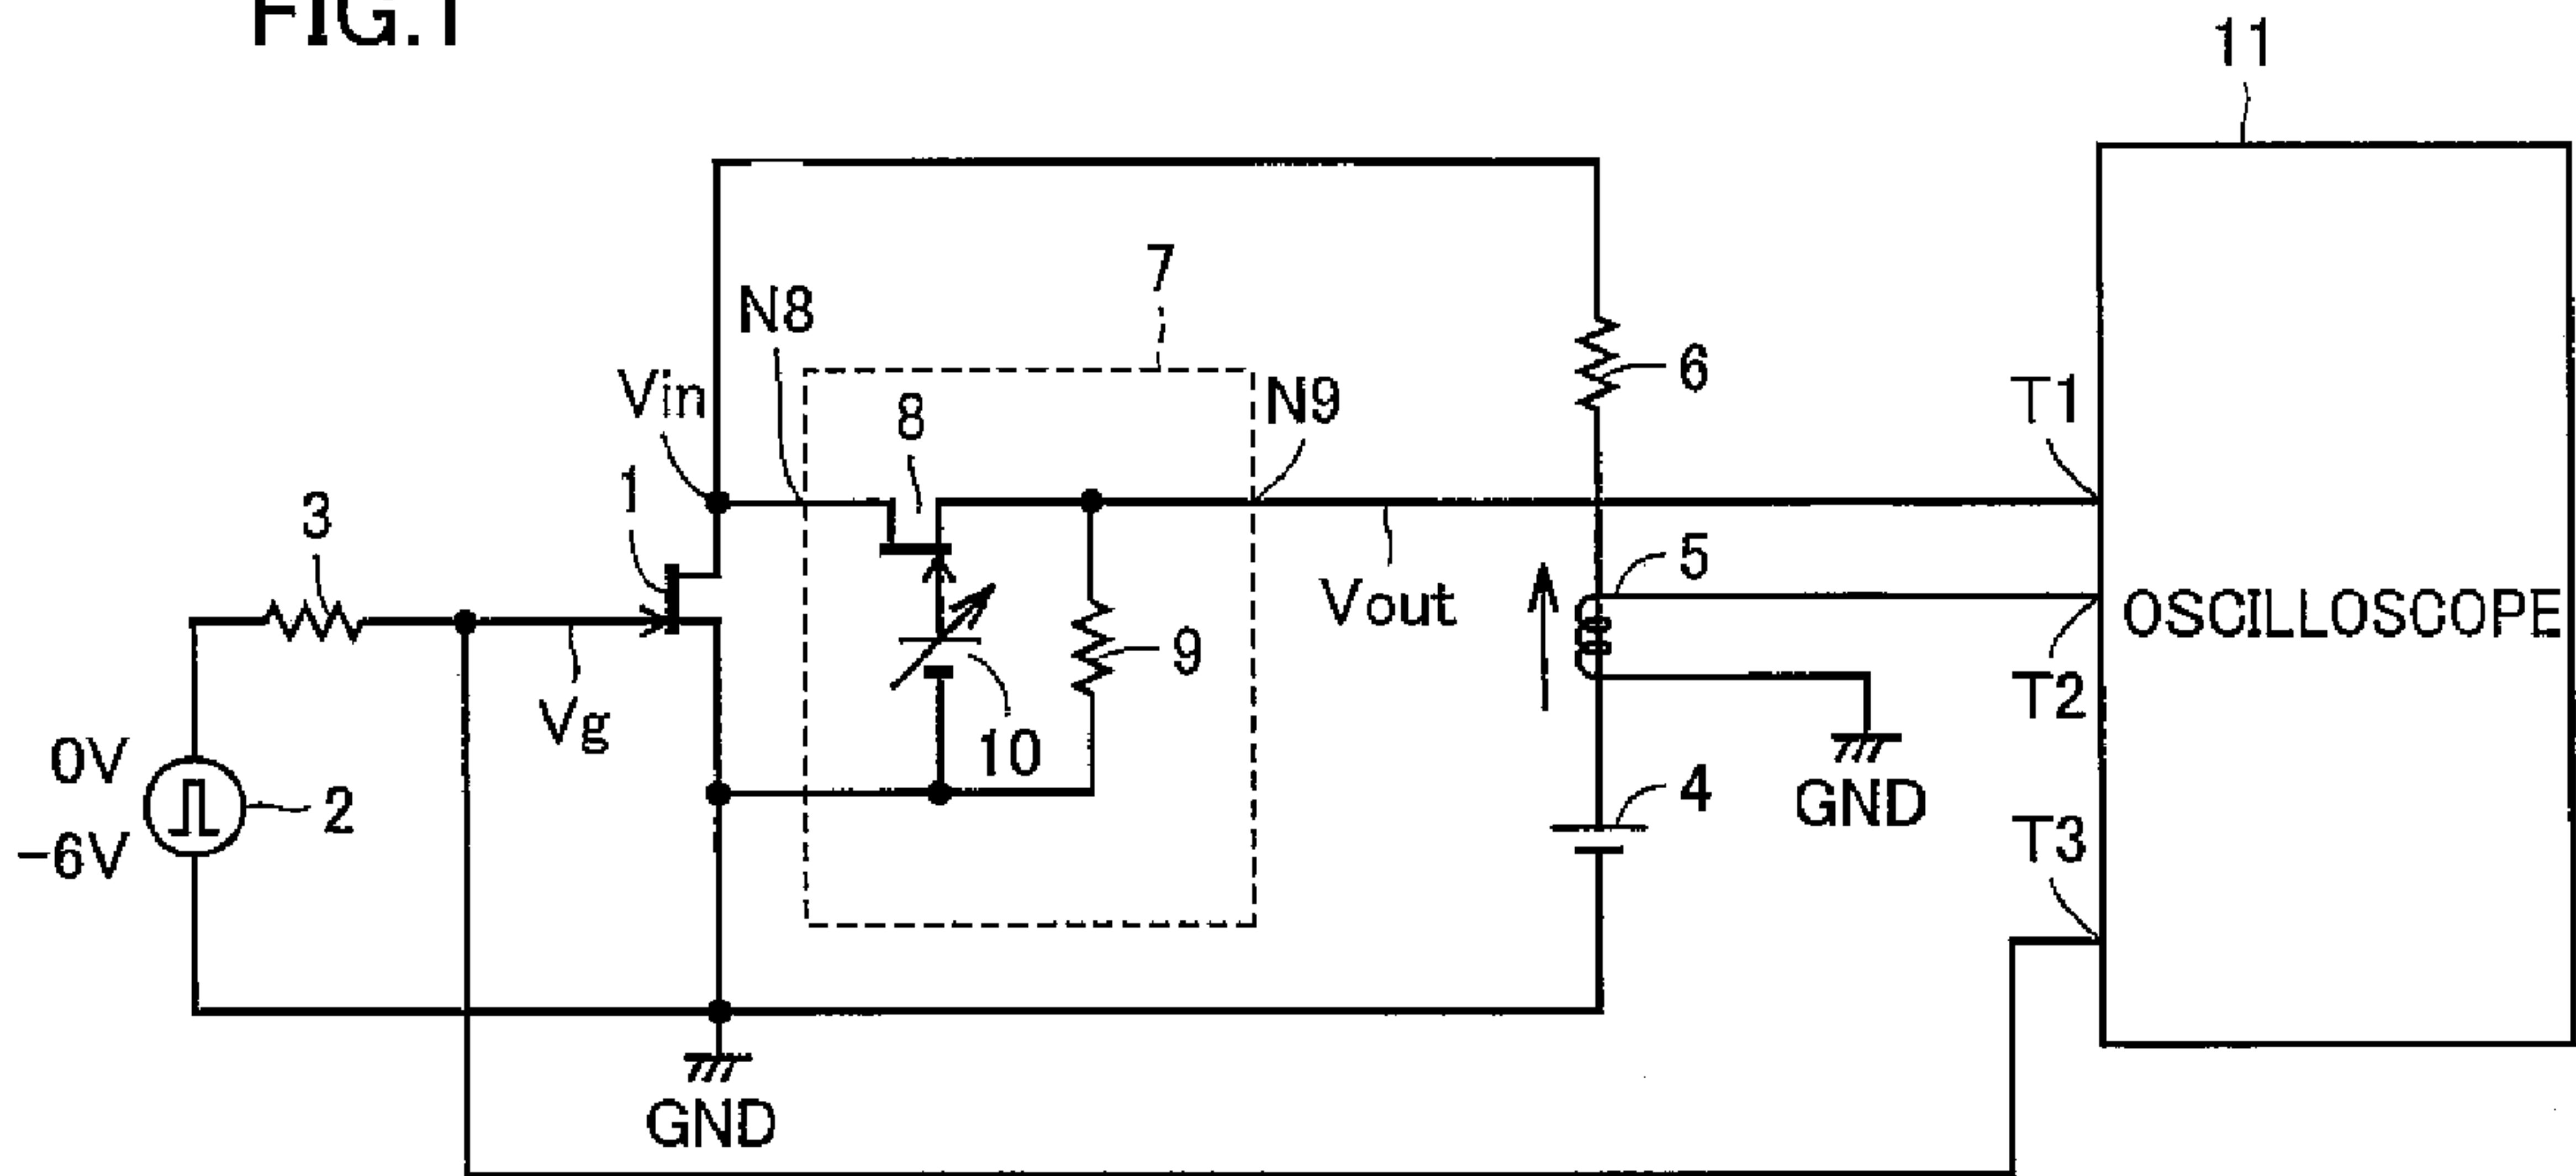 FIG.1
11
7
N8
Vin
8
N9
6
T1
1
3
5
Vout
OSCILLOSCOPE
9
Vg
T2
10
0V
-6V
2
4
GND
T3
GND